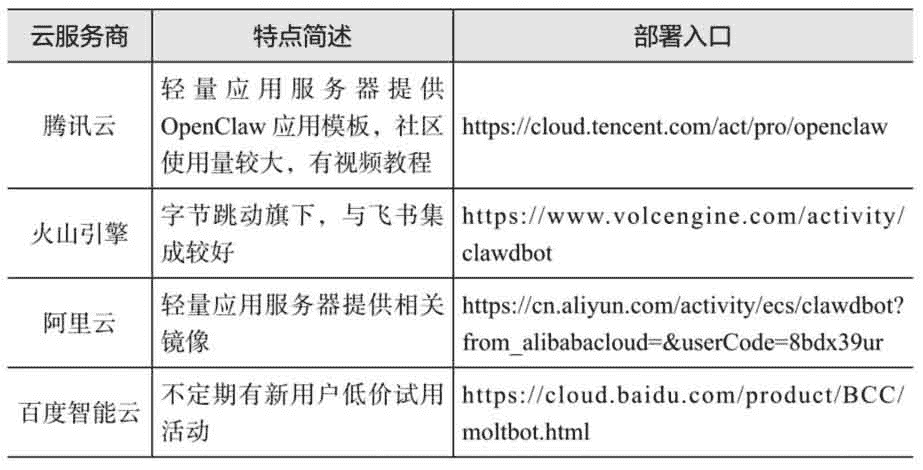 云服务商 特点简述 部署入口
腾讯云
轻量应用服务器提供
OpenClaw 应用模板，社区
使用量较大，有视频教程
https://cloud.tencent.com/act/pro/openclaw
火山引擎
字节跳动旗下，与飞书集
成较好
https://www.volcengine.com/activity/
clawdbot
阿里云
轻量应用服务器提供相关
镜像
https://cn.aliyun.com/activity/ecs/clawdbot?
from_alibabacloud=&userCode=8bdx39ur
百度智能云
不定期有新用户低价试用
活动
https://cloud.baidu.com/product/BCC/
moltbot.html